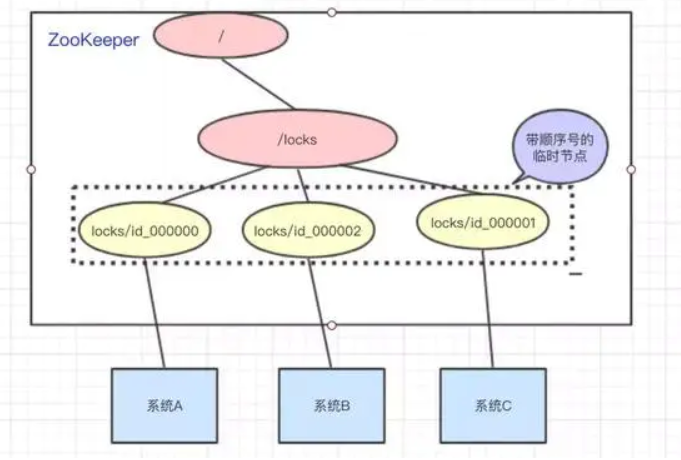 ZooKeeper
/
/locks
带顺序号的
临时节点
locks/id_000000
locks/id_000002
locks/id_000001
系统A
系统B
系统C